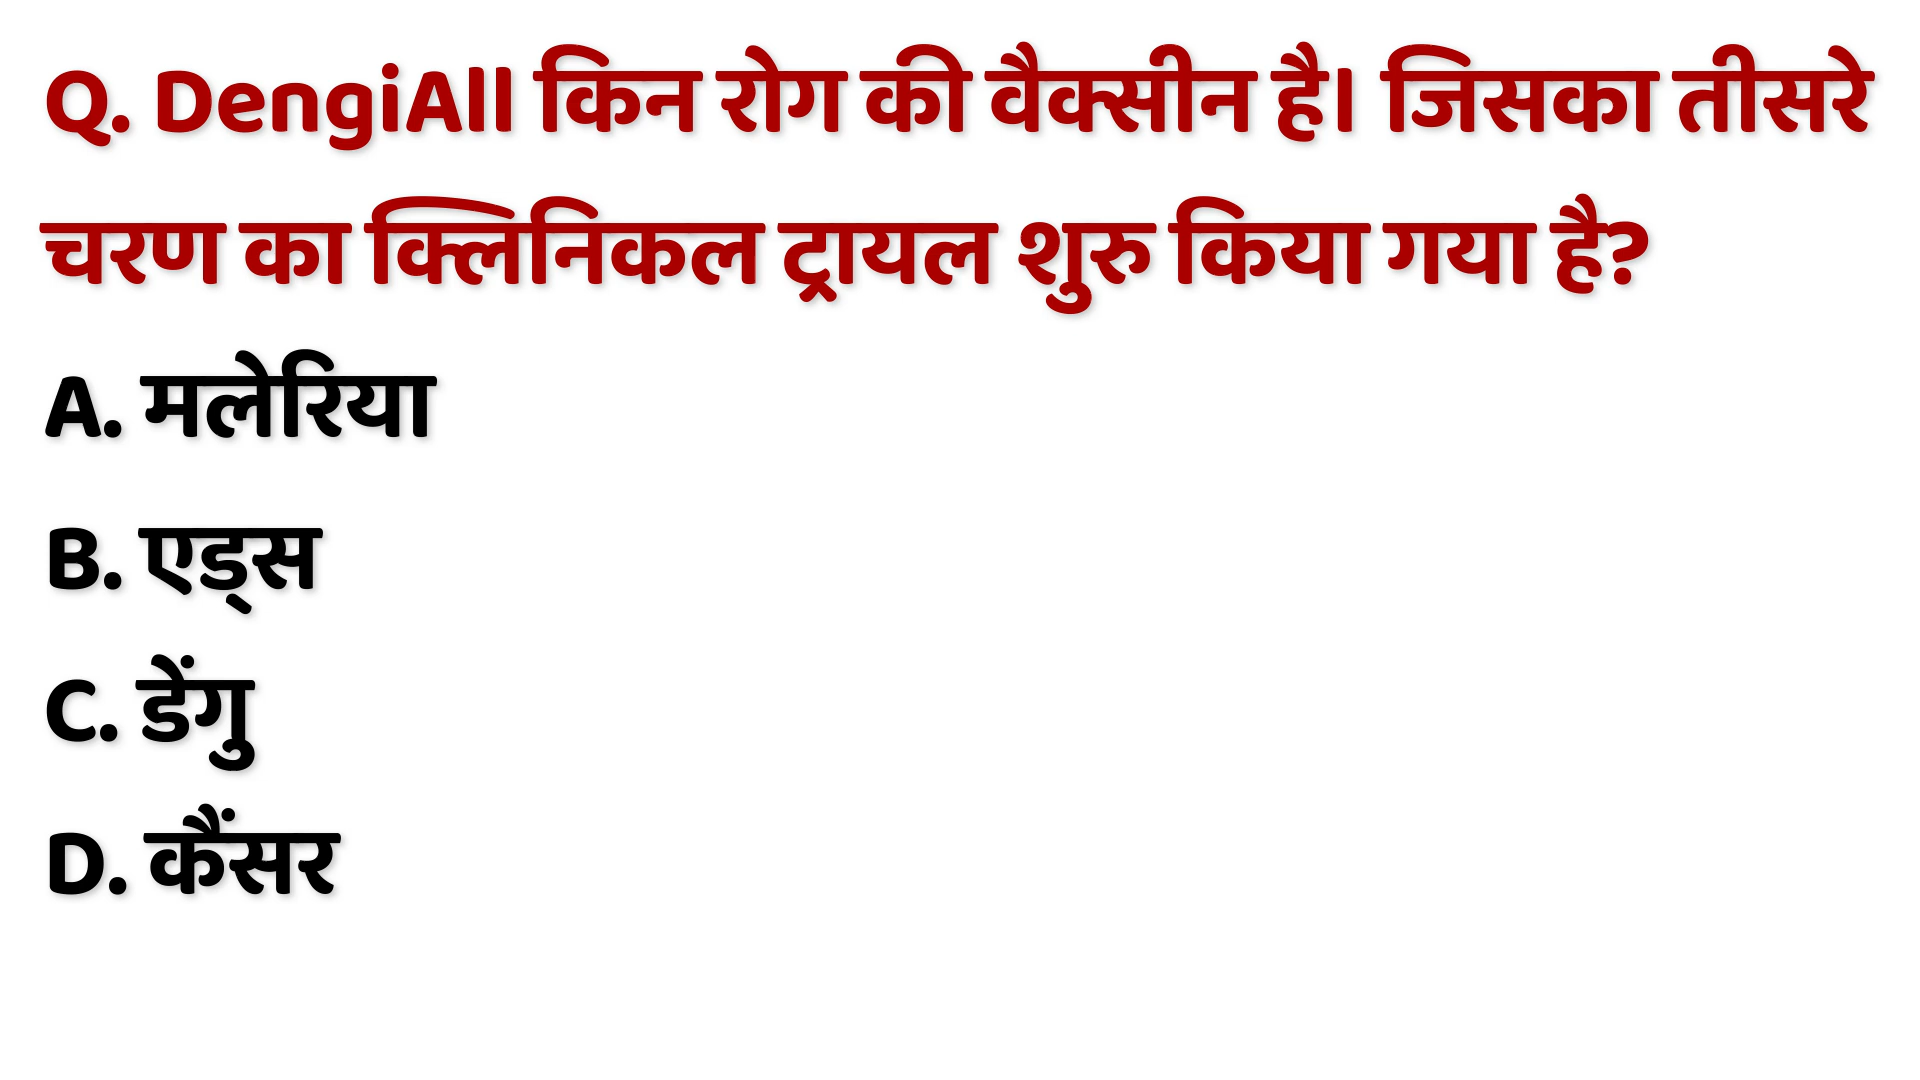 Q. DengiAll किन रोग की वैक्सीन है। जिसका तीसरे
चरण का क्लिनिकल ट्रायल शुरु किया गया है?
A. मलेरिया
B. एड्स
C. डेंगु
D. कैंसर